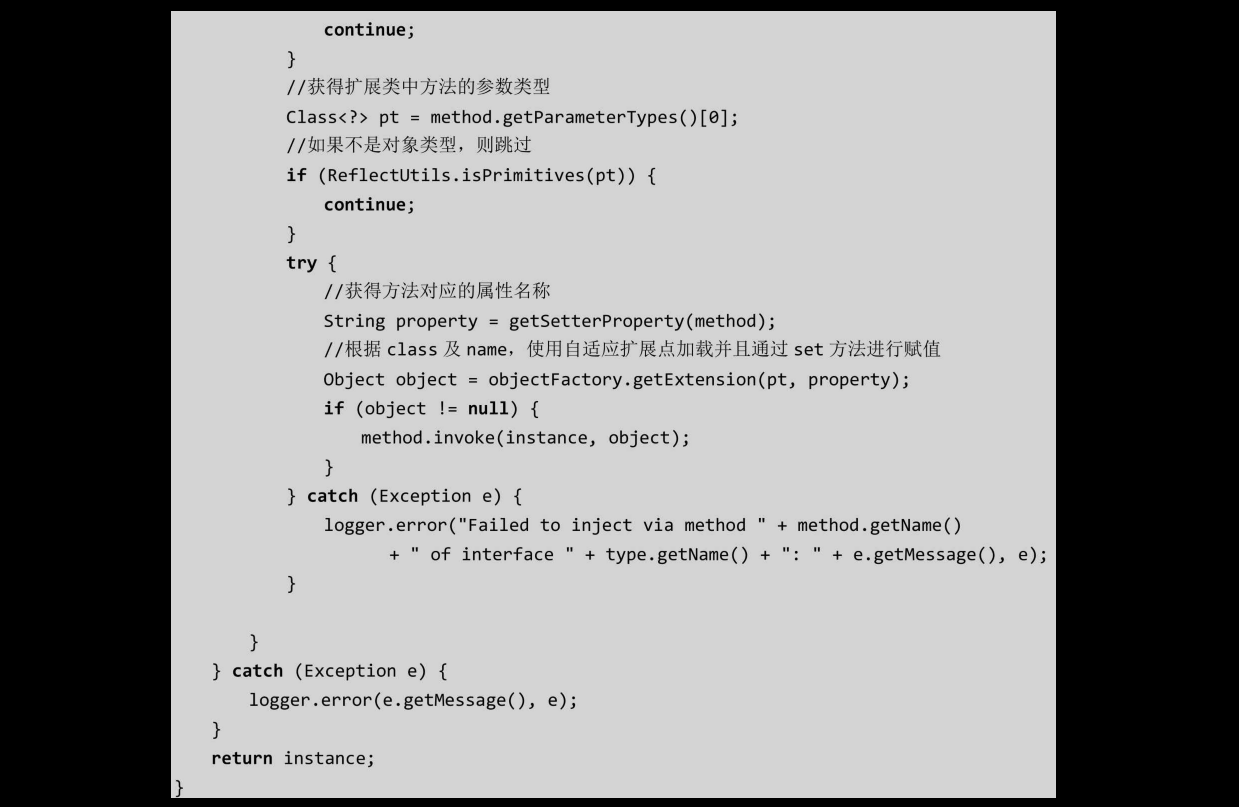 continue;
}
//获得扩展类中方法的参数类型
Class<?> pt = method.getParameterTypes()[0];
//如果不是对象类型，则跳过
if (ReflectUtils.isPrimitives(pt)) {
continue;
}
try {
//获得方法对应的属性名称
String property = getSetterProperty(method);
//根据 class 及 name，使用自适应扩展点加载并且通过 set 方法进行赋值
Object object = objectFactory.getExtension(pt, property);
if (object != null) {
method.invoke(instance, object);
}
} catch (Exception e) {
logger.error("Failed to inject via method " + method.getName()
+ " of interface " + type.getName() + ": " + e.getMessage(), e);
}
}
} catch (Exception e) {
logger.error(e.getMessage(), e);
}
return instance;
}